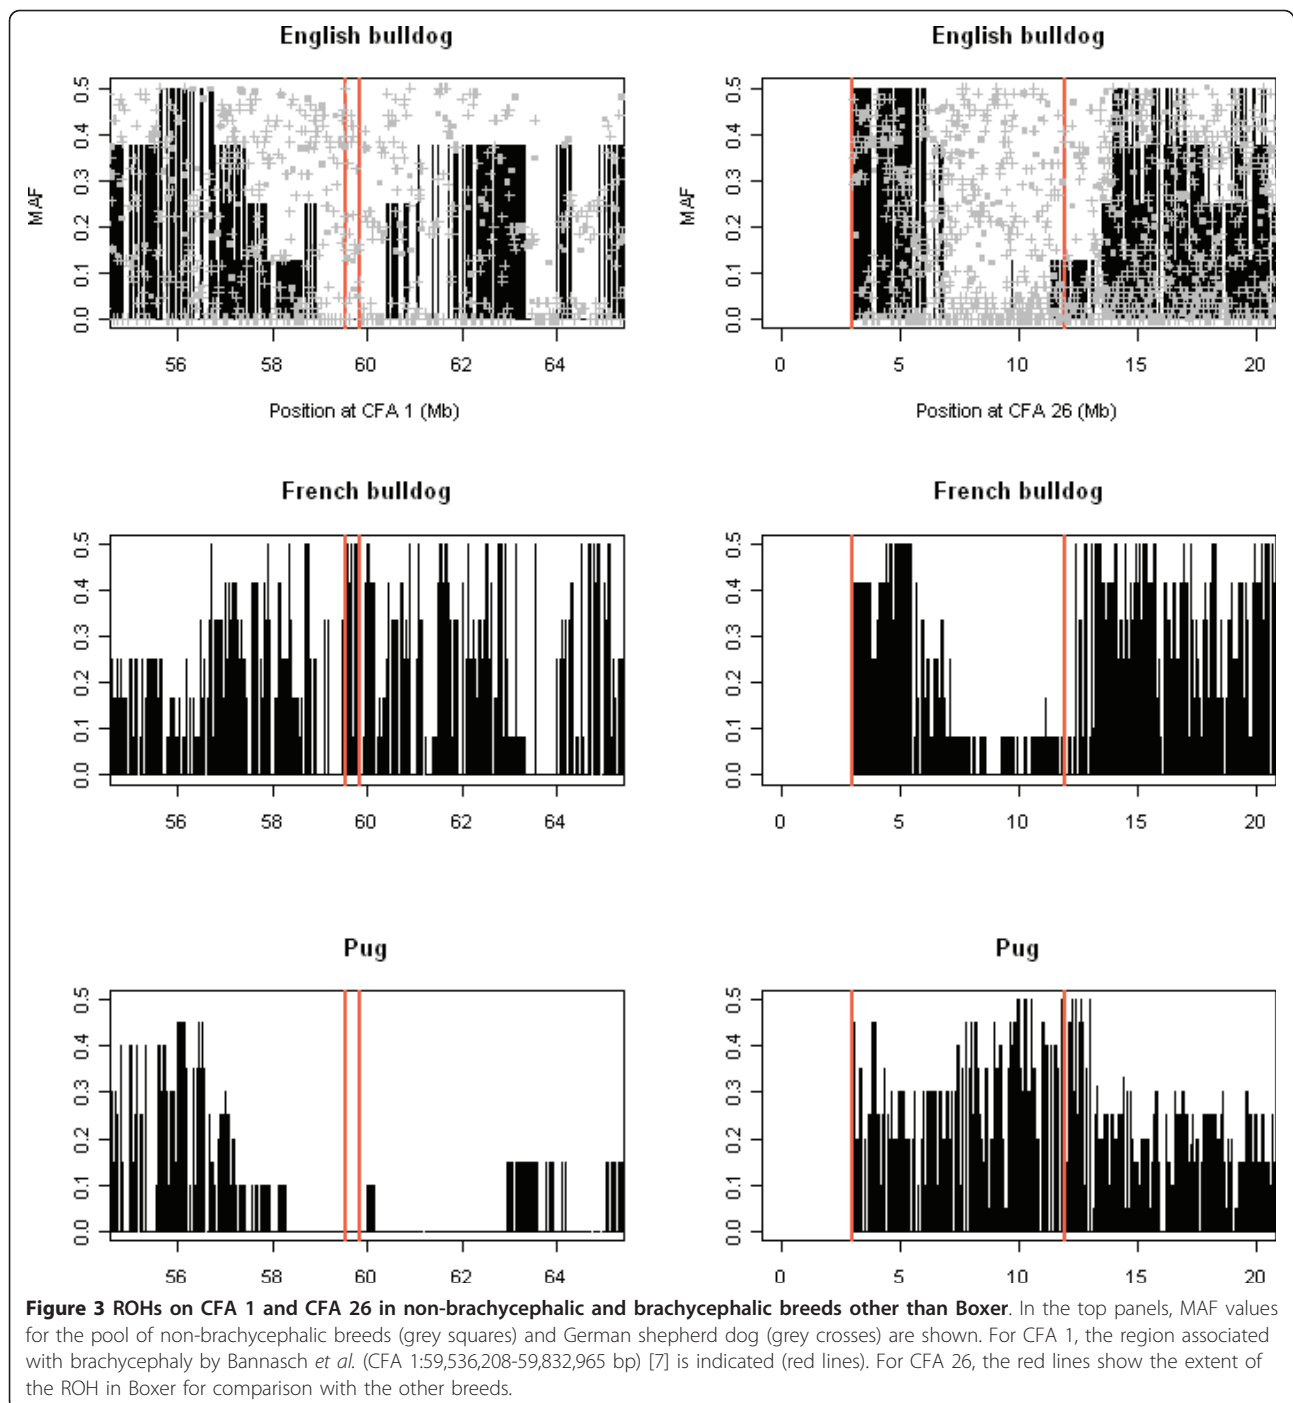 English bulldog
English bulldog
MAF
0.0 0.1 0.2 0.3 0.4 0.5
56 58 60 62 64
Position at CFA 1 (Mb)
MAF
0.0 0.1 0.2 0.3 0.4 0.5
0 5 10 15 20
Position at CFA 26 (Mb)
French bulldog
French bulldog
0.0 0.1 0.2 0.3 0.4 0.5
56 58 60 62 64
0.0 0.1 0.2 0.3 0.4 0.5
0 5 10 15 20
Pug
Pug
0.0 0.1 0.2 0.3 0.4 0.5
56 58 60 62 64
0.0 0.1 0.2 0.3 0.4 0.5
0 5 10 15 20
Figure 3 ROHs on CFA 1 and CFA 26 in non-brachycephalic and brachycephalic breeds other than Boxer. In the top panels, MAF values
for the pool of non-brachycephalic breeds (grey squares) and German shepherd dog (grey crosses) are shown. For CFA 1, the region associated
with brachycephaly by Bannasch et al. (CFA 1:59,536,208-59,832,965 bp) [7] is indicated (red lines). For CFA 26, the red lines show the extent of
the ROH in Boxer for comparison with the other breeds.